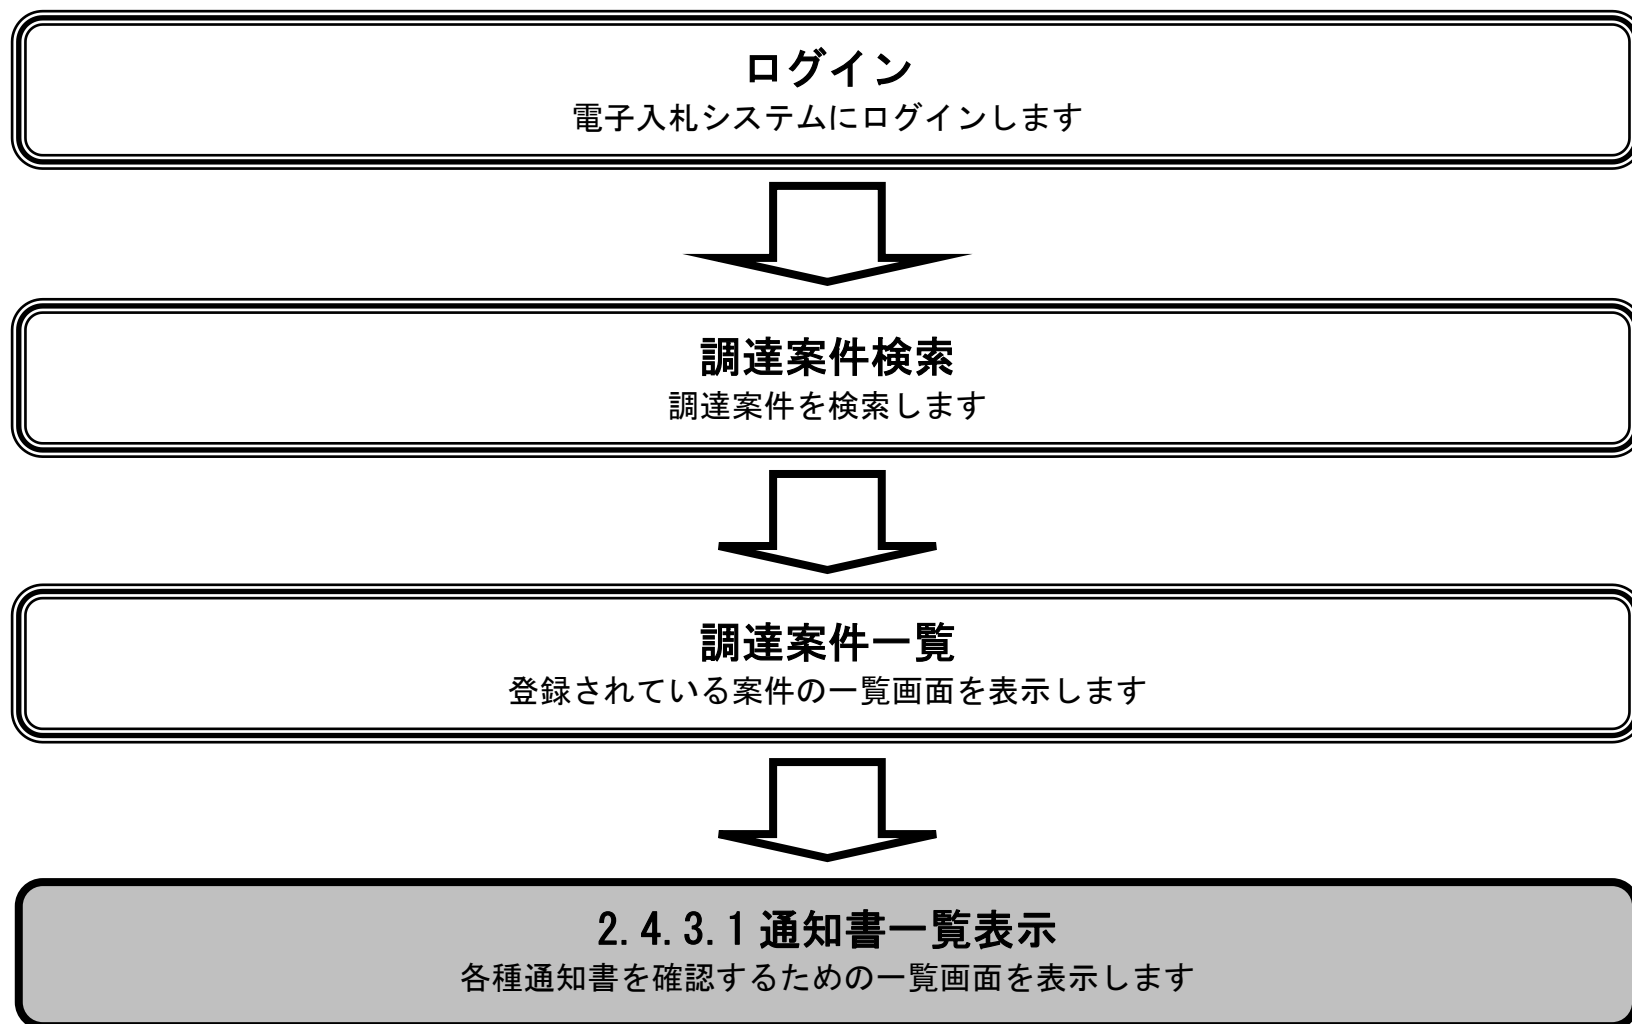 ログイン
電子入札システムにログインします
調達案件検索
調達案件を検索します
調達案件一覧
登録されている案件の一覧画面を表示します
2.4.3.1通知書一覧表示
各種通知書を確認するための一覧画面を表示します